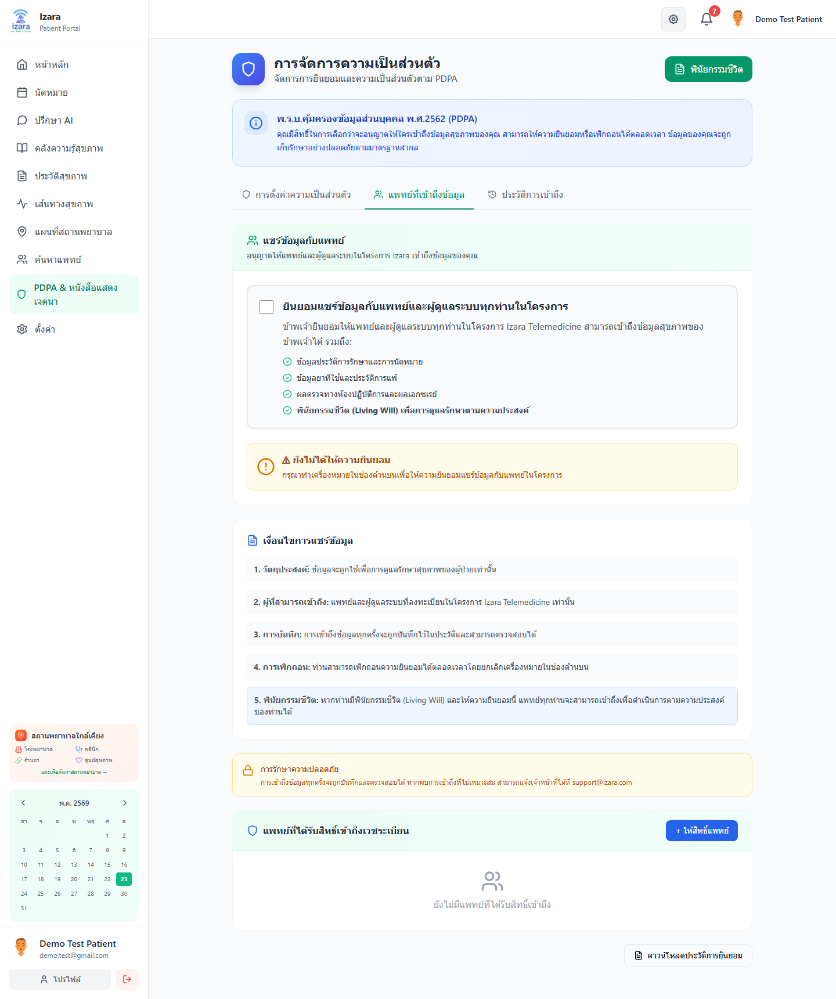 Izara
Patient Portal
izara
หน้าหลัก
นัดหมาย
ปรึกษา AI
คลังความรู้สุขภาพ
ประวัติสุขภาพ
เส้นทางสุขภาพ
แผนที่สถานพยาบาล
ค้นหาแพทย์
PDPA & หนังสือแสดง
เจตนา
ตั้งค่า
สถานพยาบาลใกล้เคียง
โรงพยาบาล คลินิก
ร้านยา ศูนย์สุขภาพ
แตะเพื่อค้นหาสถานพยาบาล →
พ.ค. 2569
อา จ อ พ พฤ ศ ส
1 2
3 4 5 6 7 8 9
10 11 12 13 14 15 16
17 18 19 20 21 22 23
24 25 26 27 28 29 30
31
Demo Test Patient
demo.test@gmail.com
โปรไฟล์
7
Demo Test Patient
การจัดการความเป็นส่วนตัว
จัดการการยินยอมและความเป็นส่วนตัวตาม PDPA
พินัยกรรมชีวิต
พ.ร.บ.คุ้มครองข้อมูลส่วนบุคคล พ.ศ.2562 (PDPA)
คุณมีสิทธิ์ในการเลือกว่าจะอนุญาตให้ใครเข้าถึงข้อมูลสุขภาพของคุณ สามารถให้ความยินยอมหรือเพิกถอนได้ตลอดเวลา ข้อมูลของคุณจะถูก
เก็บรักษาอย่างปลอดภัยตามมาตรฐานสากล
การตั้งค่าความเป็นส่วนตัว
แพทย์ที่เข้าถึงข้อมูล
ประวัติการเข้าถึง
แชร์ข้อมูลกับแพทย์
อนุญาตให้แพทย์และผู้ดูแลระบบในโครงการ Izara เข้าถึงข้อมูลของคุณ
ยินยอมแชร์ข้อมูลกับแพทย์และผู้ดูแลระบบทุกท่านในโครงการ
ข้าพเจ้ายินยอมให้แพทย์และผู้ดูแลระบบทุกท่านในโครงการ Izara Telemedicine สามารถเข้าถึงข้อมูลสุขภาพของ
ข้าพเจ้าได้ รวมถึง:
ข้อมูลประวัติการรักษาและการนัดหมาย
ข้อมูลยาที่ใช้และประวัติการแพ้
ผลตรวจทางห้องปฏิบัติการและผลเอกซเรย์
พินัยกรรมชีวิต (Living Will) เพื่อการดูแลรักษาตามความประสงค์
⚠ ยังไม่ได้ให้ความยินยอม
กรุณาทำเครื่องหมายในช่องด้านบนเพื่อให้ความยินยอมแชร์ข้อมูลกับแพทย์ในโครงการ
เงื่อนไขการแชร์ข้อมูล
1. วัตถุประสงค์: ข้อมูลจะถูกใช้เพื่อการดูแลรักษาสุขภาพของผู้ป่วยเท่านั้น
2. ผู้ที่สามารถเข้าถึง: แพทย์และผู้ดูแลระบบที่ลงทะเบียนในโครงการ Izara Telemedicine เท่านั้น
3. การบันทึก: การเข้าถึงข้อมูลทุกครั้งจะถูกบันทึกไว้ในประวัติและสามารถตรวจสอบได้
4. การเพิกถอน: ท่านสามารถเพิกถอนความยินยอมได้ตลอดเวลาโดยยกเลิกเครื่องหมายในช่องด้านบน
5. พินัยกรรมชีวิต: หากท่านมีพินัยกรรมชีวิต (Living Will) และให้ความยินยอมนี้ แพทย์ทุกท่านจะสามารถเข้าถึงเพื่อดำเนินการตามความประสงค์
ของท่านได้
การรักษาความปลอดภัย
การเข้าถึงข้อมูลทุกครั้งจะถูกบันทึกและตรวจสอบได้ หากพบการเข้าถึงที่ไม่เหมาะสม สามารถแจ้งเจ้าหน้าที่ได้ที่ support@izara.com
แพทย์ที่ได้รับสิทธิ์เข้าถึงเวชระเบียน
+ ให้สิทธิ์แพทย์
ยังไม่มีแพทย์ที่ได้รับสิทธิ์เข้าถึง
ดาวน์โหลดประวัติการยินยอม